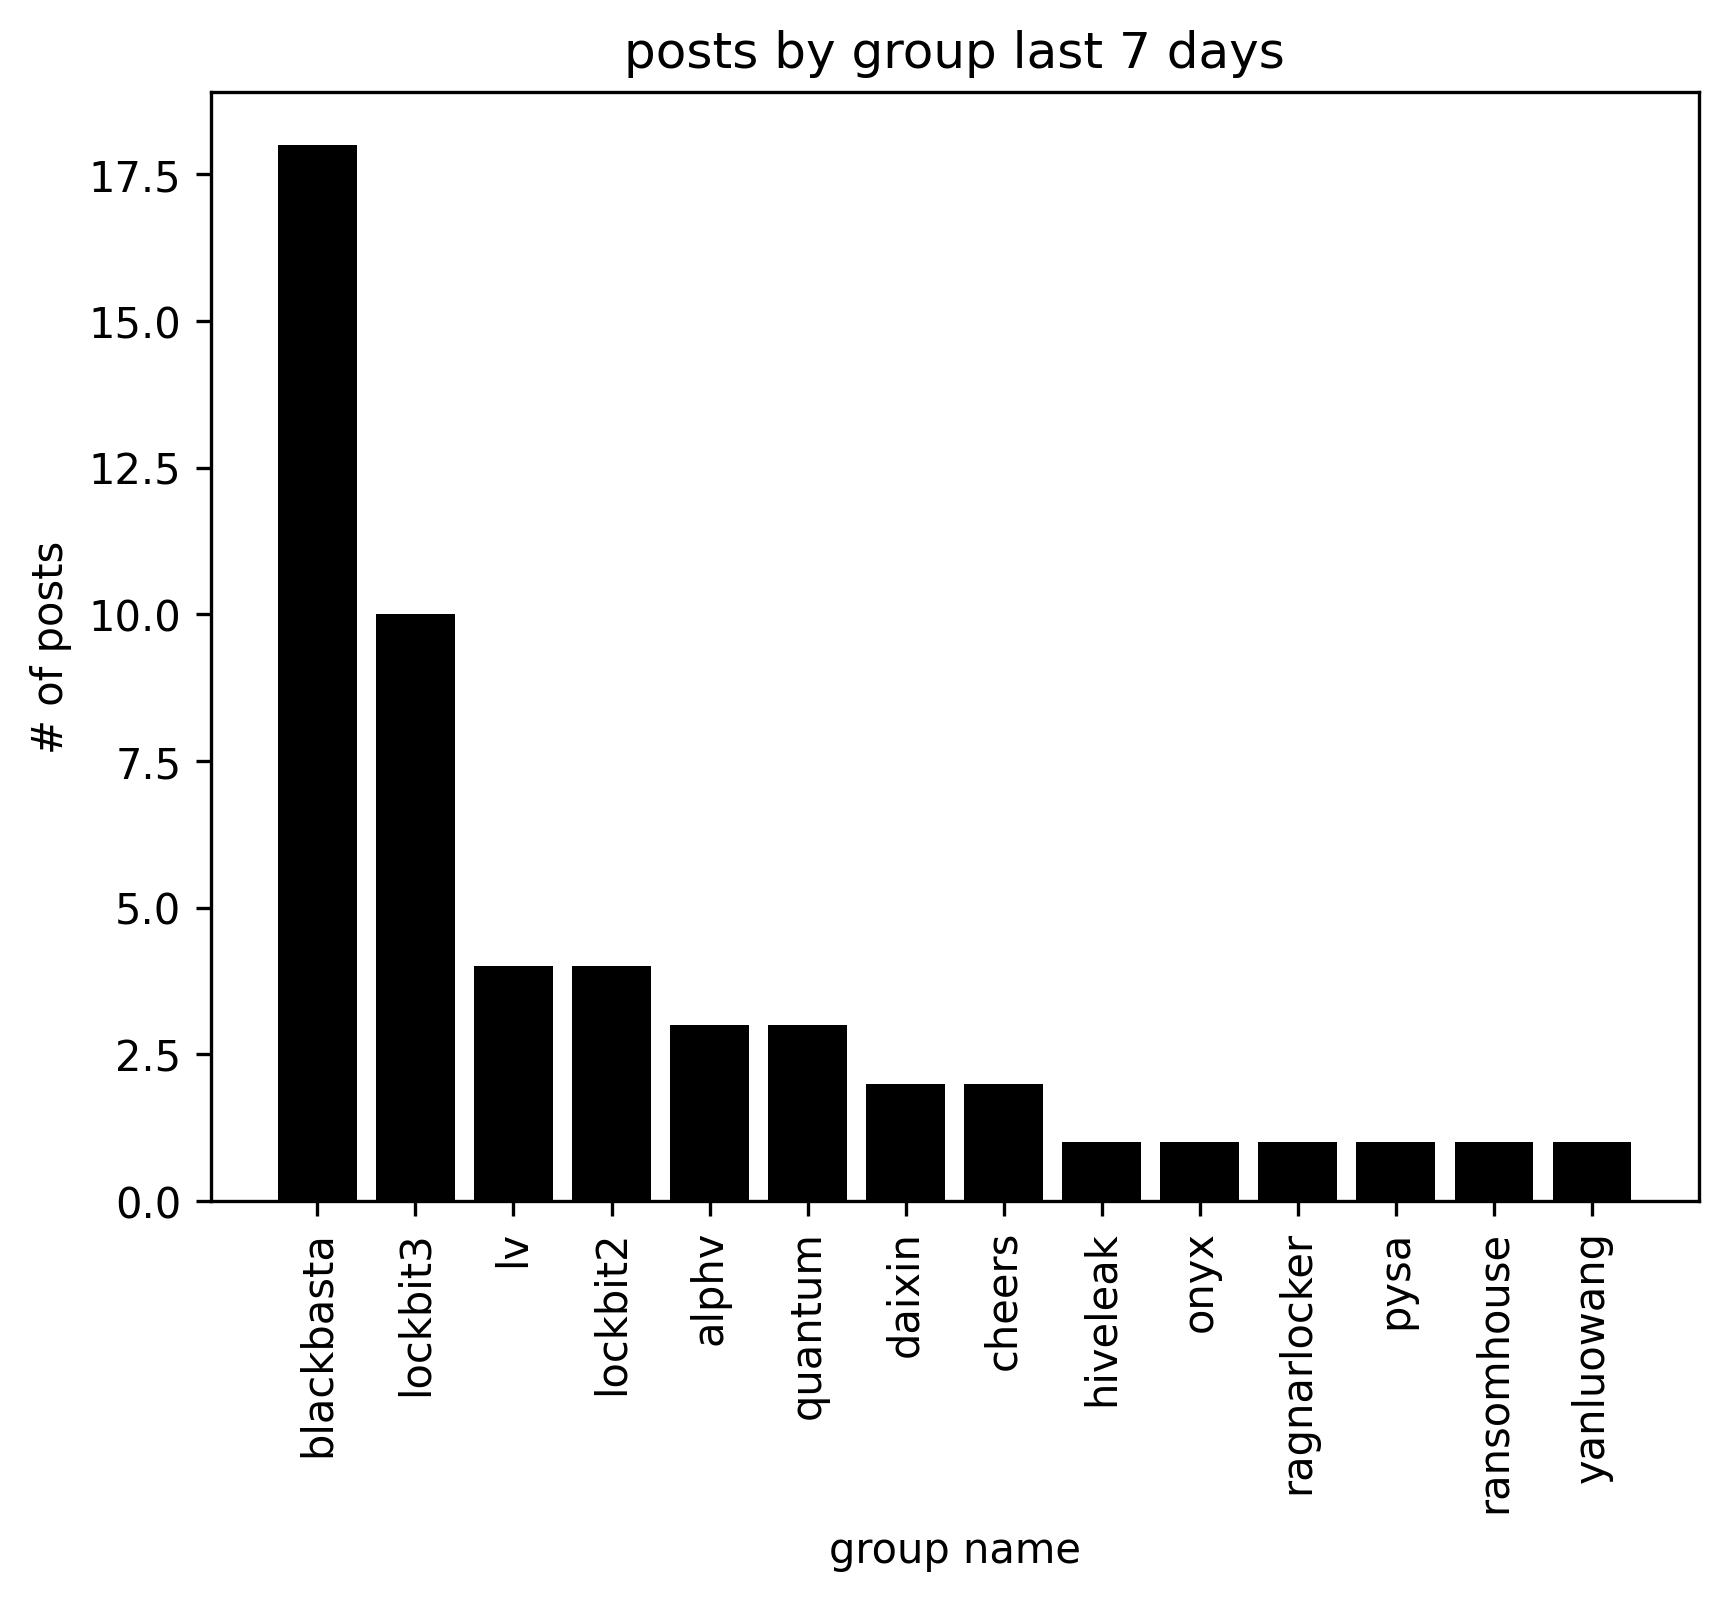 posts by group last 7 days
17.5
15.0
12.5
10.0
7.5
5.0
2.5
0.0
# of posts
blackbasta
lockbit3
lv
lockbit2
alphv
quantum
daixin
cheers
hiveleak
onyx
ragnarlocker
pysa
ransomhouse
yanluowang
group name